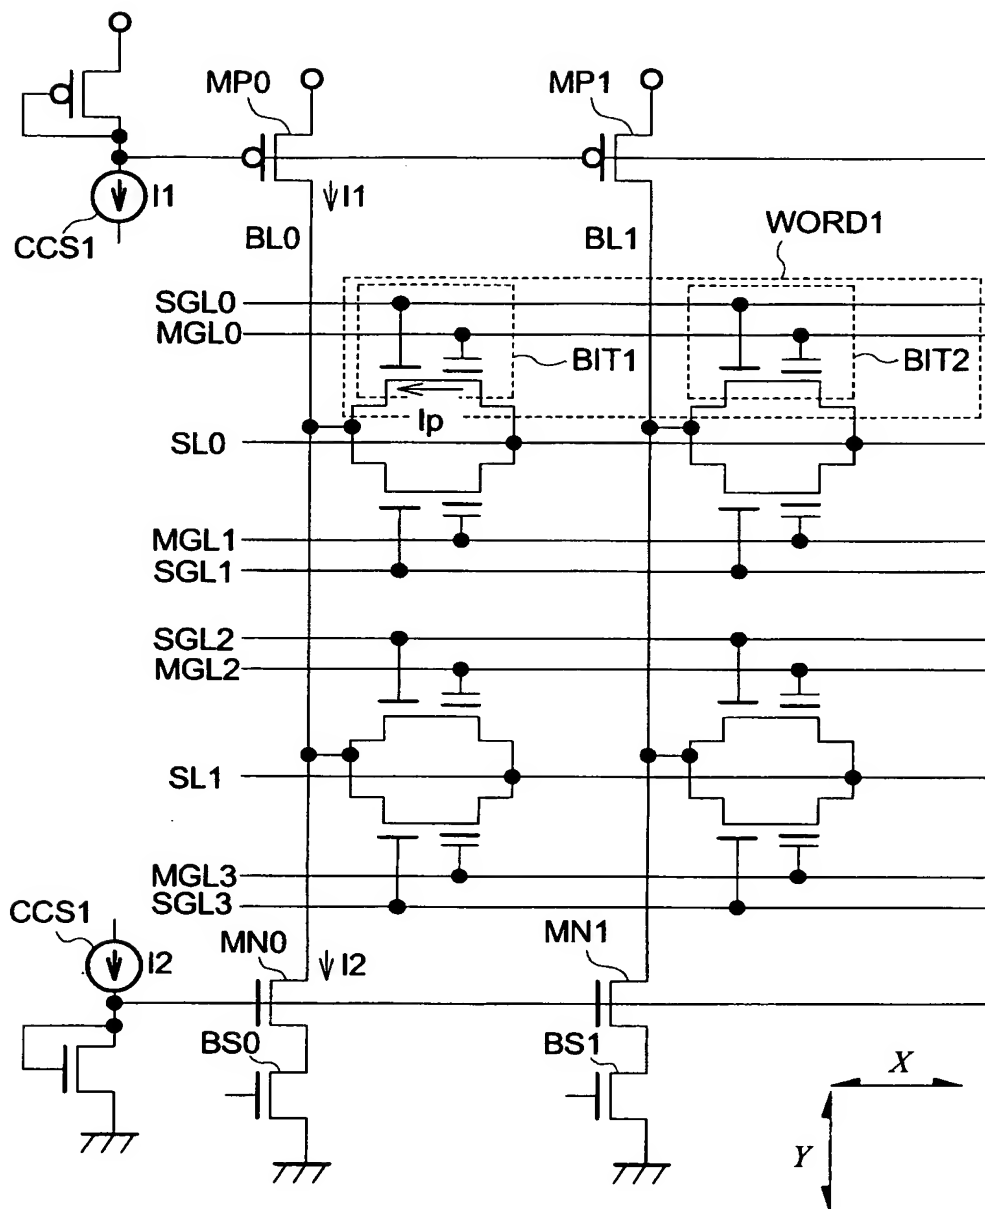 MP0
MP1
I1
I1
CCS1
BL0
BL1
WORD1
SGL0
MGL0
BIT1
BIT2
Ip
SL0
MGL1
SGL1
SGL2
MGL2
SL1
MGL3
SGL3
CCS1
MN0
MN1
I2
I2
BS0
BS1
X
Y